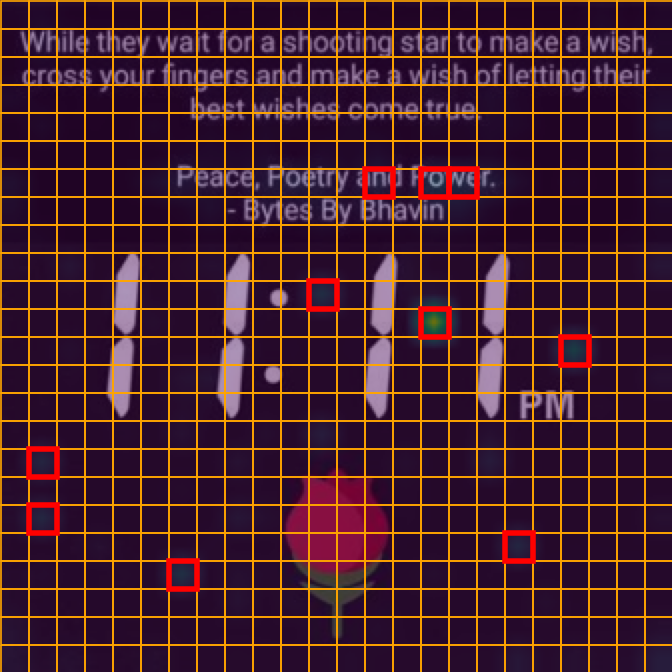 While they wait for a shooting star to make a wish,
cross your fingers and make a wish of letting their
best wishes come true.
Peace, Poetry and Power.
- Bytes By Bhavin
11:11
PM